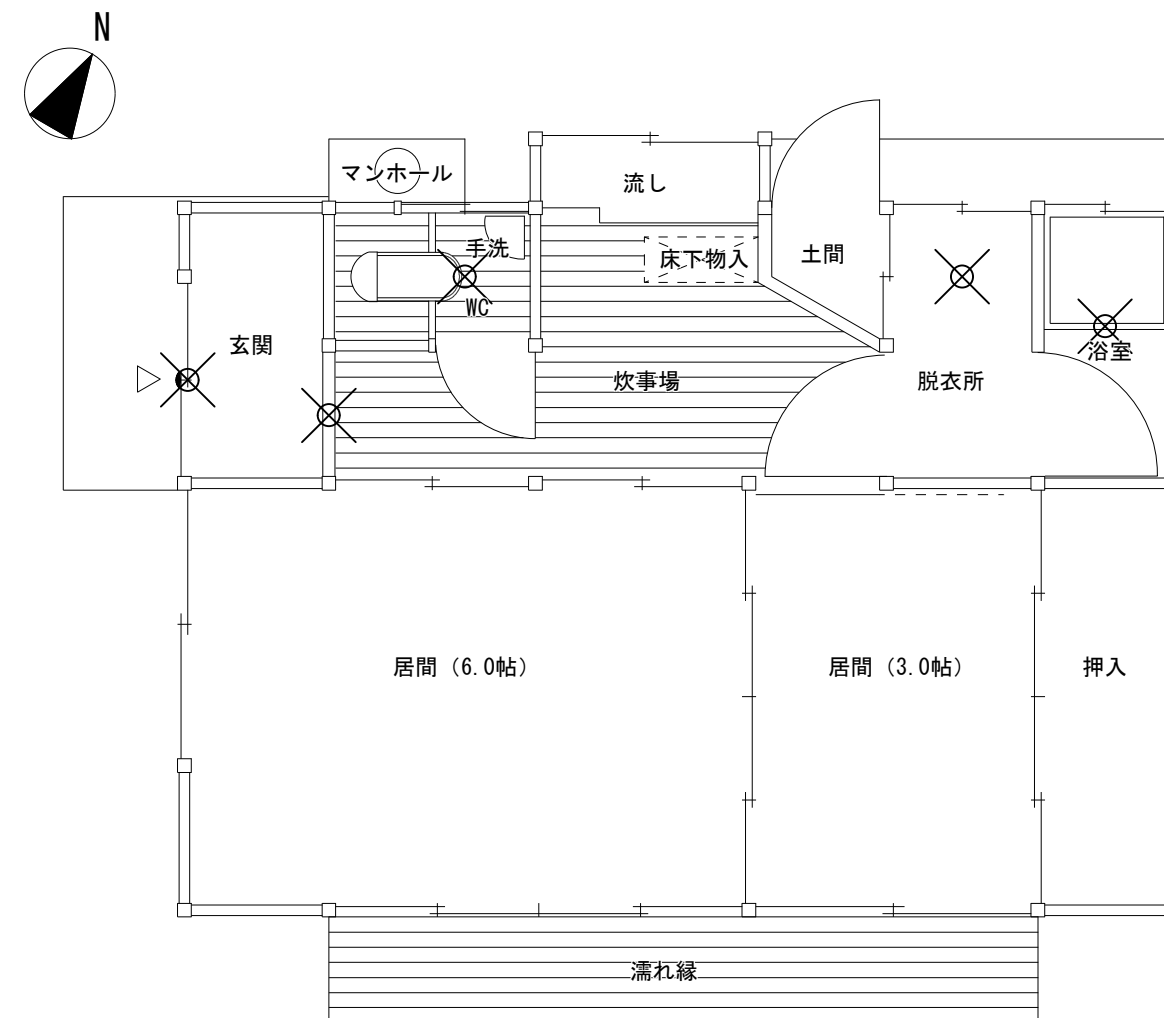 N
マンホール
流し
手洗
床下物入
土間
WC
玄関
浴室
炊事場
脱衣所
居間（6.0帖）
居間（3.0帖）
押入
濡れ縁